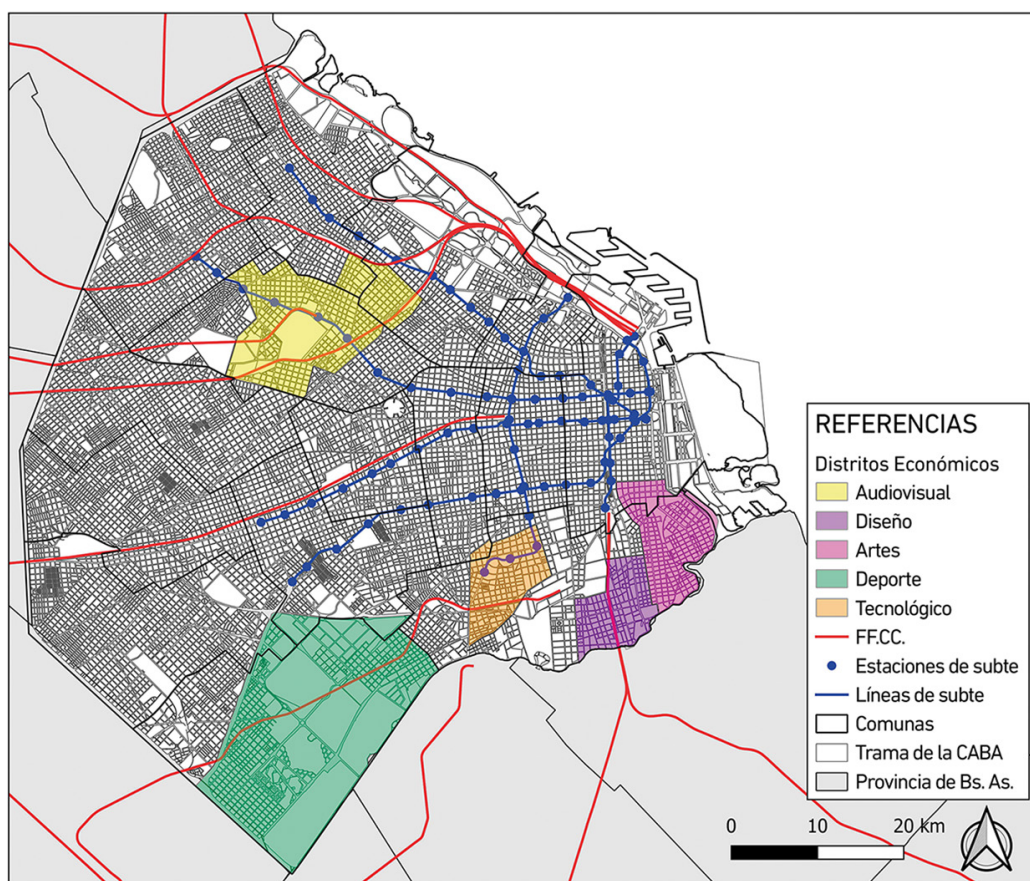 REFERENCIAS
Distritos Económicos
Audiovisual
Diseño
Artes
Deporte
Tecnológico
FF.CC.
Estaciones de subte
Líneas de subte
Comunas
Trama de la CABA
Provincia de Bs. As.
0 10 20 km